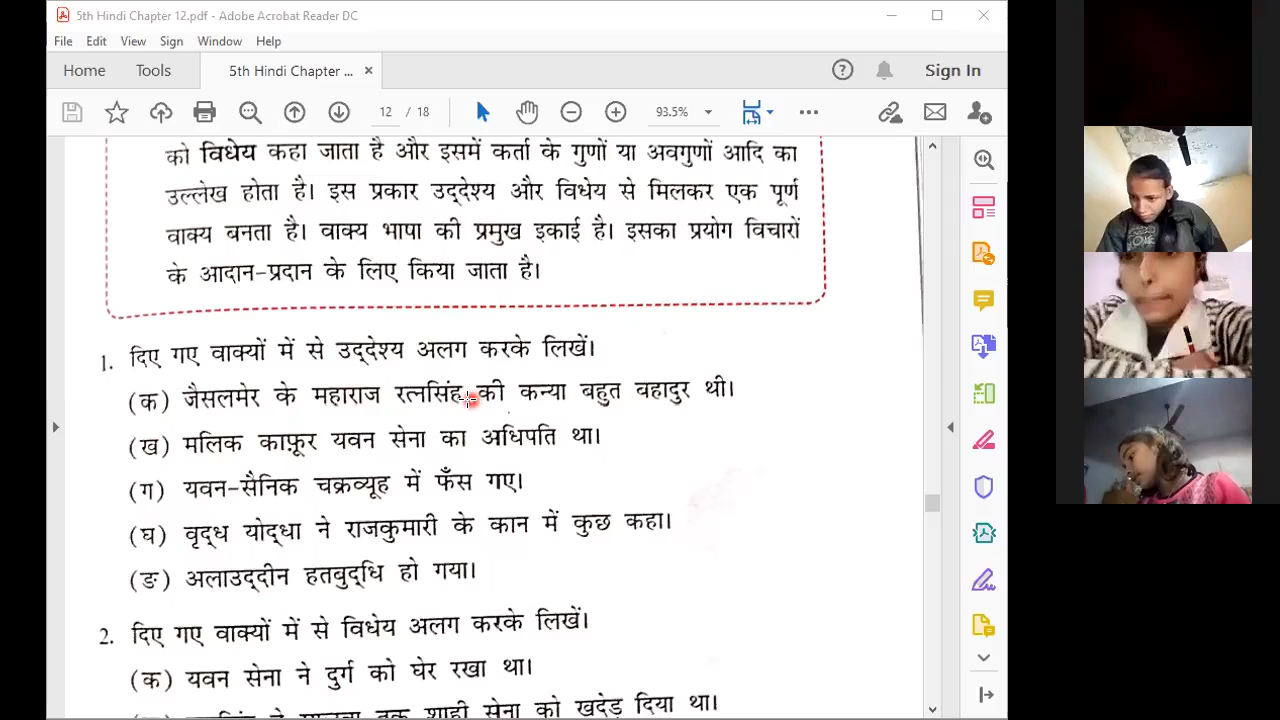 5th Hindi Chapter 12.pdf - Adobe Acrobat Reader DC
File Edit View Sign Window Help
Home Tools 5th Hindi Chapter ... Sign In
12 / 18 93.5%
को विधेय कहा जाता है और इसमें कर्ता के गुणों या अवगुणों आदि का
उल्लेख होता है। इस प्रकार उद्देश्य और विधेय से मिलकर एक पूर्ण
वाक्य बनता है। वाक्य भाषा की प्रमुख इकाई है। इसका प्रयोग विचारों
के आदान-प्रदान के लिए किया जाता है।
1. दिए गए वाक्यों में से उद्देश्य अलग करके लिखें।
(क) जैसलमेर के महाराज रत्नसिंह की कन्या बहुत बहादुर थी।
(ख) मलिक काफ़ूर यवन सेना का अधिपति था।
(ग) यवन-सैनिक चक्रव्यूह में फँस गए।
(घ) वृद्ध योद्धा ने राजकुमारी के कान में कुछ कहा।
(ङ) अलाउद्दीन हतबुद्धि हो गया।
2. दिए गए वाक्यों में से विधेय अलग करके लिखें।
(क) यवन सेना ने दुर्ग को घेर रखा था।
तक शाही सेना को खदेड़ दिया था।